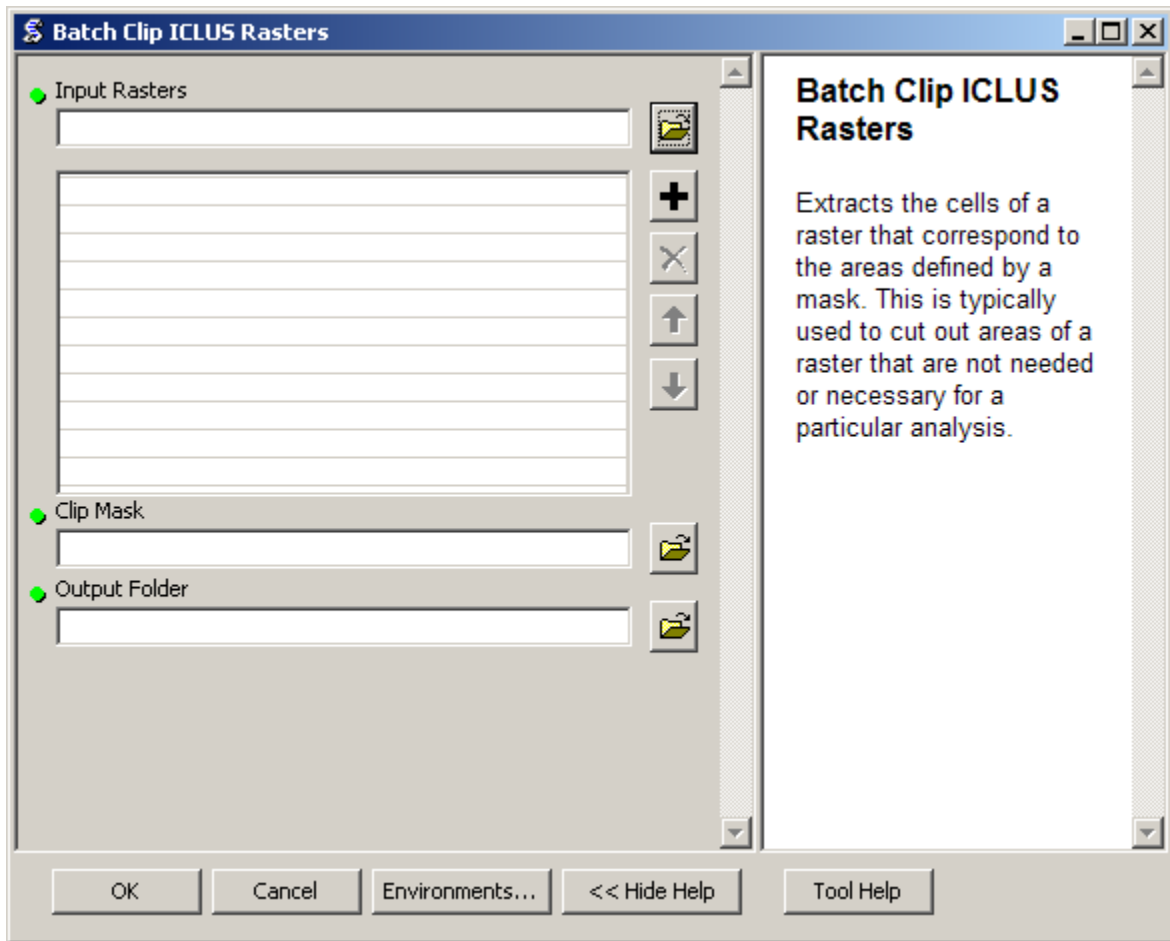 Batch Clip ICLUS Rasters
Input Rasters
Clip Mask
Output Folder
Batch Clip ICLUS
Rasters
Extracts the cells of a
raster that correspond to
the areas defined by a
mask. This is typically
used to cut out areas of a
raster that are not needed
or necessary for a
particular analysis.
OK
Cancel
Environments...
<< Hide Help
Tool Help